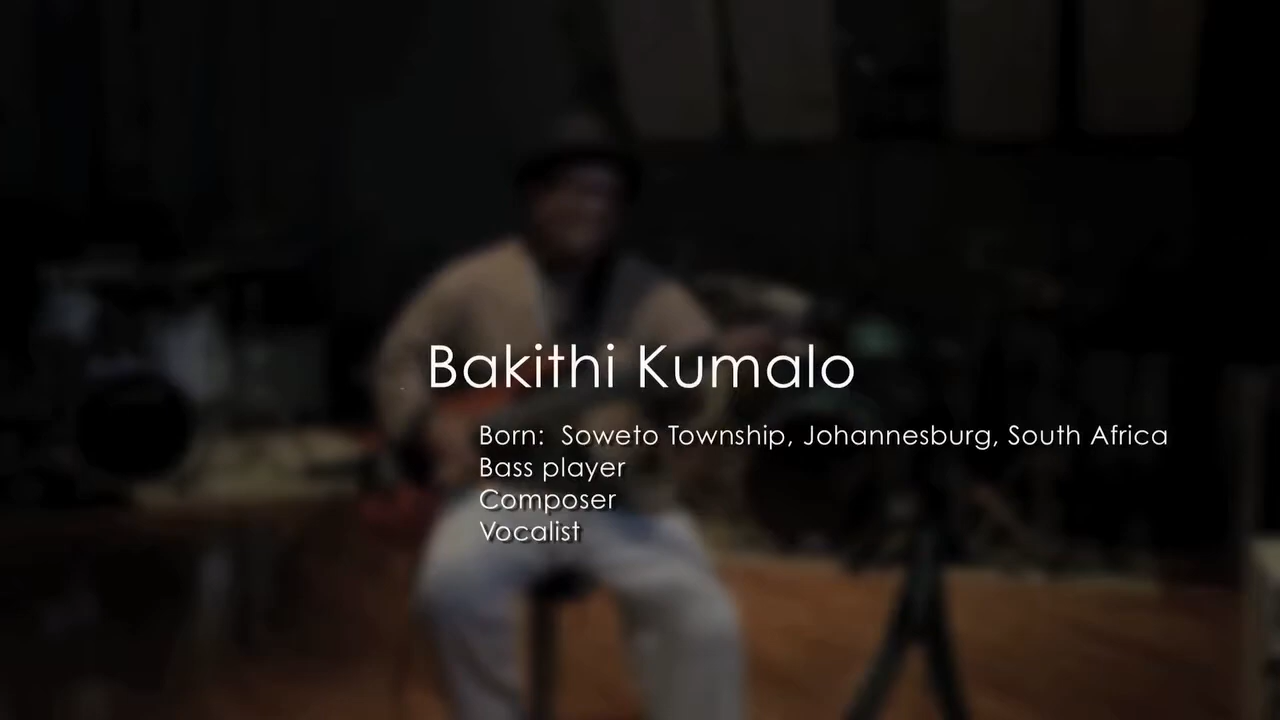 Bakithi Kumalo
Born: Soweto Township, Johannesburg, South Africa
Bass player
Composer
Vocalist